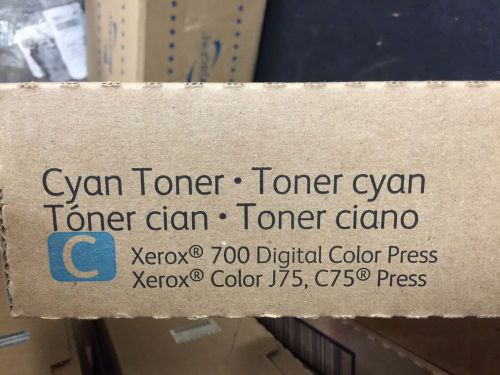 Cyan Toner • Toner cyan
Tóner cian • Toner ciano
C
Xerox® 700 Digital Color Press
Xerox® Color J75, C75® Press